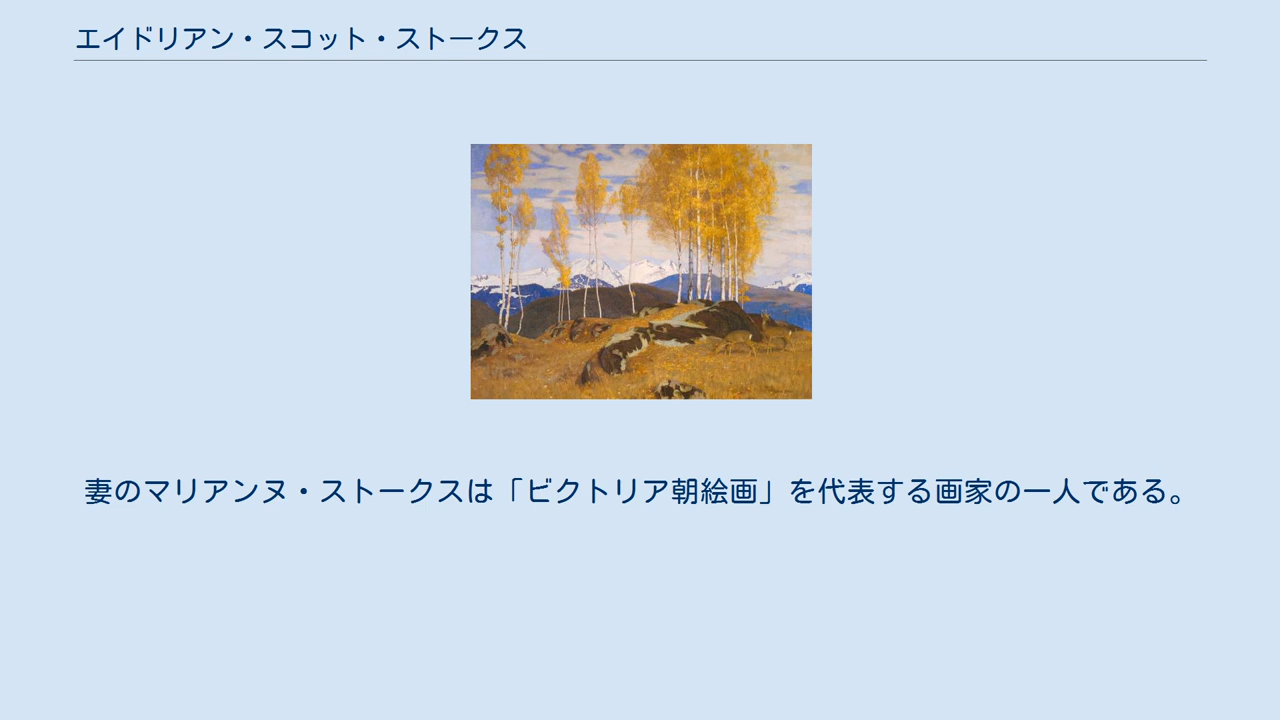 エイドリアン・スコット・ストークス
妻のマリアンヌ・ストークスは「ビクトリア朝絵画」を代表する画家の一人である。